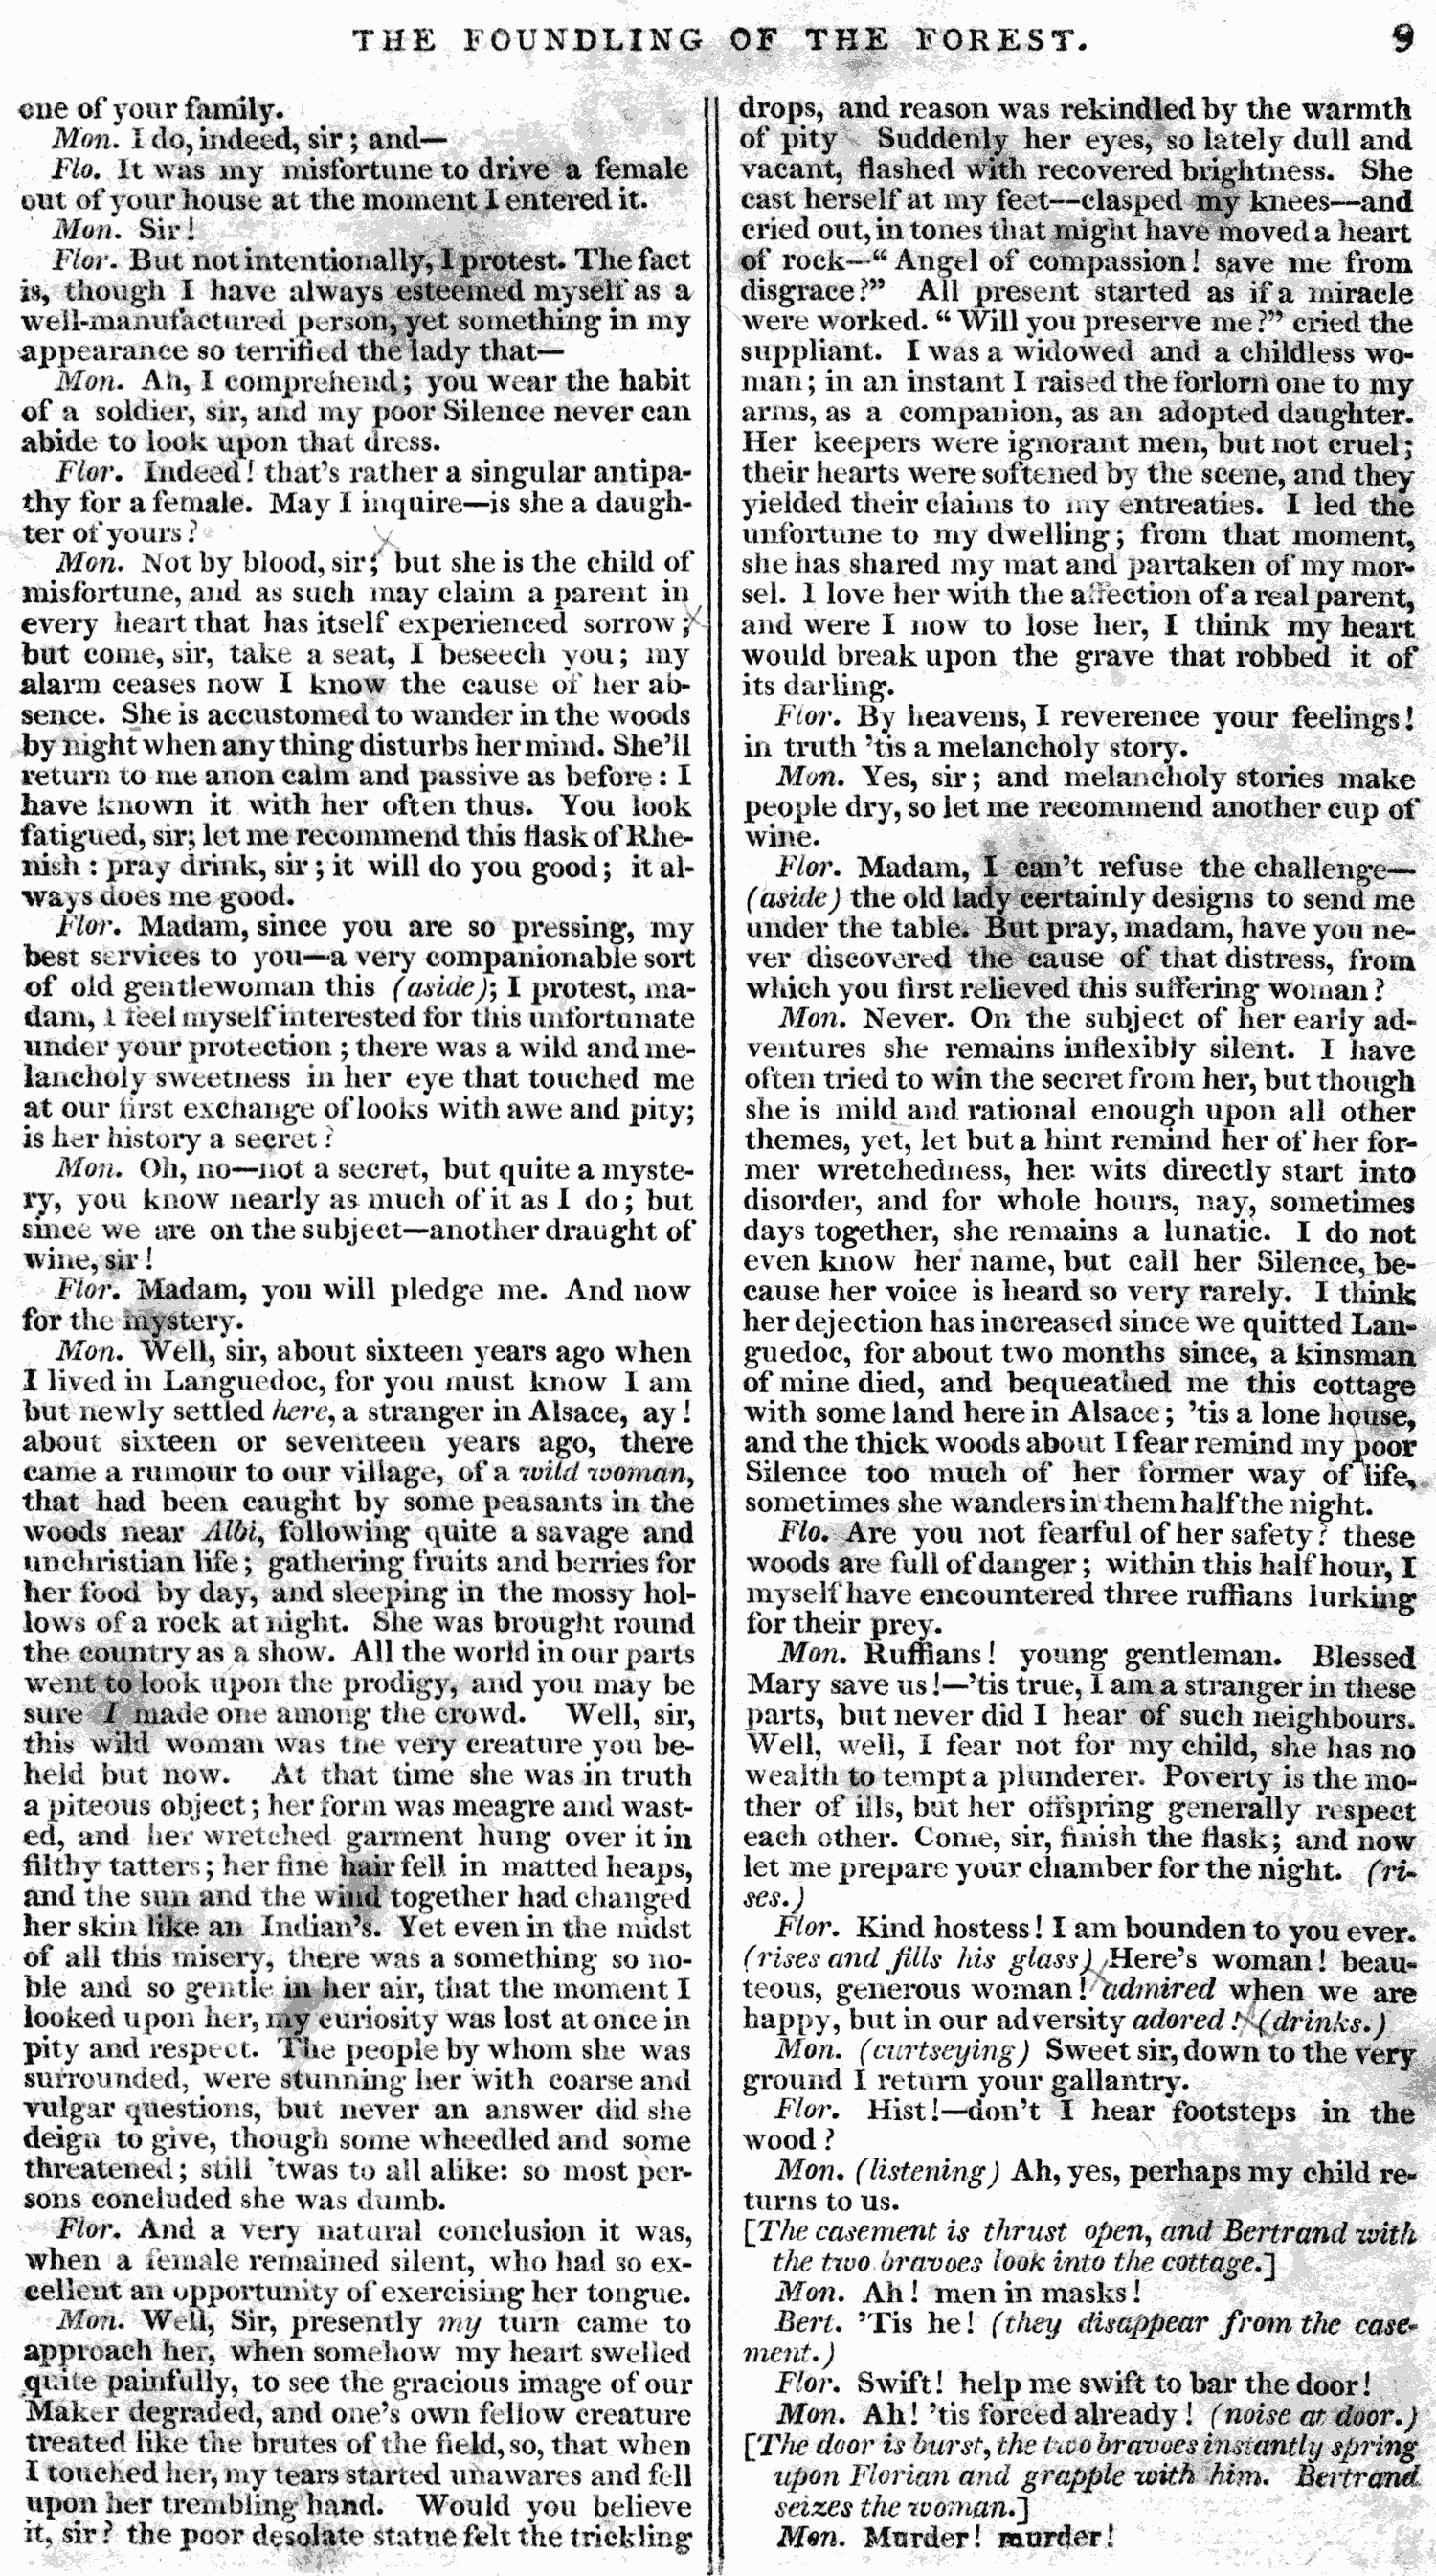 THE FOUNDLING OF THE FOREST. 9
one of your family.
Mon. I do, indeed, sir; and—
Flo. It was my misfortune to drive a female
out of your house at the moment I entered it.
Mon. Sir!
Flor. But not intentionally, I protest. The fact
is, though I have always esteemed myself as a
well-manufactured person, yet something in my
appearance so terrified the lady that—
Mon. Ah, I comprehend; you wear the habit
of a soldier, sir, and my poor Silence never can
abide to look upon that dress.
Flor. Indeed! that's rather a singular antipa-
thy for a female. May I inquire—is she a daugh-
ter of yours?
Mon. Not by blood, sir; but she is the child of
misfortune, and as such may claim a parent in
every heart that has itself experienced sorrow;
but come, sir, take a seat, I beseech you; my
alarm ceases now I know the cause of her ab-
sence. She is accustomed to wander in the woods
by night when any thing disturbs her mind. She'll
return to me anon calm and passive as before: I
have known it with her often thus. You look
fatigued, sir; let me recommend this flask of Rhe-
nish: pray drink, sir; it will do you good; it al-
ways does me good.
Flor. Madam, since you are so pressing, my
best services to you—a very companionable sort
of old gentlewoman this (aside); I protest, ma-
dam, I feel myself interested for this unfortunate
under your protection; there was a wild and me-
lancholy sweetness in her eye that touched me
at our first exchange of looks with awe and pity;
is her history a secret?
Mon. Oh, no—not a secret, but quite a myste-
ry, you know nearly as much of it as I do; but
since we are on the subject—another draught of
wine, sir!
Flor. Madam, you will pledge me. And now
for the mystery.
Mon. Well, sir, about sixteen years ago when
I lived in Languedoc, for you must know I am
but newly settled here, a stranger in Alsace, ay!
about sixteen or seventeen years ago, there
came a rumour to our village, of a wild woman,
that had been caught by some peasants in the
woods near Albi, following quite a savage and
unchristian life; gathering fruits and berries for
her food by day, and sleeping in the mossy hol-
lows of a rock at night. She was brought round
the country as a show. All the world in our parts
went to look upon the prodigy, and you may be
sure I made one among the crowd. Well, sir,
this wild woman was the very creature you be-
held but now. At that time she was in truth
a piteous object; her form was meagre and wast-
ed, and her wretched garment hung over it in
filthy tatters; her fine hair fell in matted heaps,
and the sun and the wind together had changed
her skin like an Indian's. Yet even in the midst
of all this misery, there was a something so no-
ble and so gentle in her air, that the moment I
looked upon her, my curiosity was lost at once in
pity and respect. The people by whom she was
surrounded, were stunning her with coarse and
vulgar questions, but never an answer did she
deign to give, though some wheedled and some
threatened; still 'twas to all alike: so most per-
sons concluded she was dumb.
Flor. And a very natural conclusion it was,
when a female remained silent, who had so ex-
cellent an opportunity of exercising her tongue.
Mon. Well, Sir, presently my turn came to
approach her, when somehow my heart swelled
quite painfully, to see the gracious image of our
Maker degraded, and one's own fellow creature
treated like the brutes of the field, so, that when
I touched her, my tears started unawares and fell
upon her trembling hand. Would you believe
it, sir? the poor desolate statue felt the trickling
drops, and reason was rekindled by the warmth
of pity Suddenly her eyes, so lately dull and
vacant, flashed with recovered brightness. She
cast herself at my feet—clasped my knees—and
cried out, in tones that might have moved a heart
of rock—"Angel of compassion! save me from
disgrace?" All present started as if a miracle
were worked. "Will you preserve me?" cried the
suppliant. I was a widowed and a childless wo-
man; in an instant I raised the forlorn one to my
arms, as a companion, as an adopted daughter.
Her keepers were ignorant men, but not cruel;
their hearts were softened by the scene, and they
yielded their claims to my entreaties. I led the
unfortune to my dwelling; from that moment,
she has shared my mat and partaken of my mor-
sel. I love her with the affection of a real parent,
and were I now to lose her, I think my heart
would break upon the grave that robbed it of
its darling.
Flor. By heavens, I reverence your feelings!
in truth 'tis a melancholy story.
Mon. Yes, sir; and melancholy stories make
people dry, so let me recommend another cup of
wine.
Flor. Madam, I can't refuse the challenge—
(aside) the old lady certainly designs to send me
under the table. But pray, madam, have you ne-
ver discovered the cause of that distress, from
which you first relieved this suffering woman?
Mon. Never. On the subject of her early ad-
ventures she remains inflexibly silent. I have
often tried to win the secret from her, but though
she is mild and rational enough upon all other
themes, yet, let but a hint remind her of her for-
mer wretchedness, her wits directly start into
disorder, and for whole hours, nay, sometimes
days together, she remains a lunatic. I do not
even know her name, but call her Silence, be-
cause her voice is heard so very rarely. I think
her dejection has increased since we quitted Lan-
guedoc, for about two months since, a kinsman
of mine died, and bequeathed me this cottage
with some land here in Alsace; 'tis a lone house,
and the thick woods about I fear remind my poor
Silence too much of her former way of life,
sometimes she wanders in them half the night.
Flo. Are you not fearful of her safety? these
woods are full of danger; within this half hour, I
myself have encountered three ruffians lurking
for their prey.
Mon. Ruffians! young gentleman. Blessed
Mary save us!—'tis true, I am a stranger in these
parts, but never did I hear of such neighbours.
Well, well, I fear not for my child, she has no
wealth to tempt a plunderer. Poverty is the mo-
ther of ills, but her offspring generally respect
each other. Come, sir, finish the flask; and now
let me prepare your chamber for the night. (ri-
ses.)
Flor. Kind hostess! I am bounden to you ever.
(rises and fills his glass) Here's woman! beau-
teous, generous woman! admired when we are
happy, but in our adversity adored! (drinks.)
Mon. (curtseying) Sweet sir, down to the very
ground I return your gallantry.
Flor. Hist!—don't I hear footsteps in the
wood?
Mon. (listening) Ah, yes, perhaps my child re-
turns to us.
[The casement is thrust open, and Bertrand with
the two bravoes look into the cottage.]
Mon. Ah! men in masks!
Bert. 'Tis he! (they disappear from the case-
ment.)
Flor. Swift! help me swift to bar the door!
Mon. Ah! 'tis forced already! (noise at door.)
[The door is burst, the two bravoes instantly spring
upon Florian and grapple with him. Bertrand
seizes the woman.]
Mon. Murder! murder!